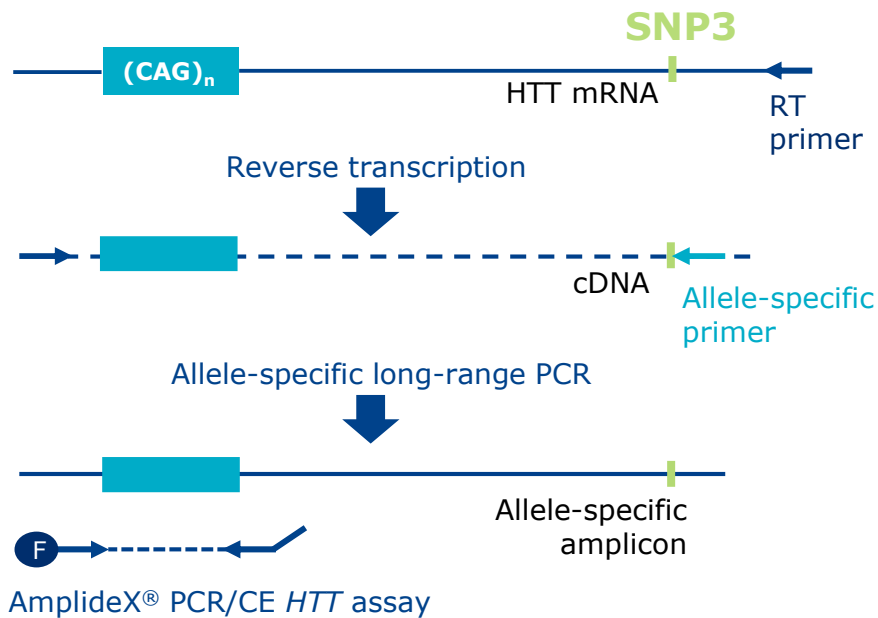 SNP3
(CAG)n
HTT mRNA
RT
primer
Reverse transcription
cDNA
Allele-specific
primer
Allele-specific long-range PCR
Allele-specific
amplicon
F
AmplideX® PCR/CE HTT assay